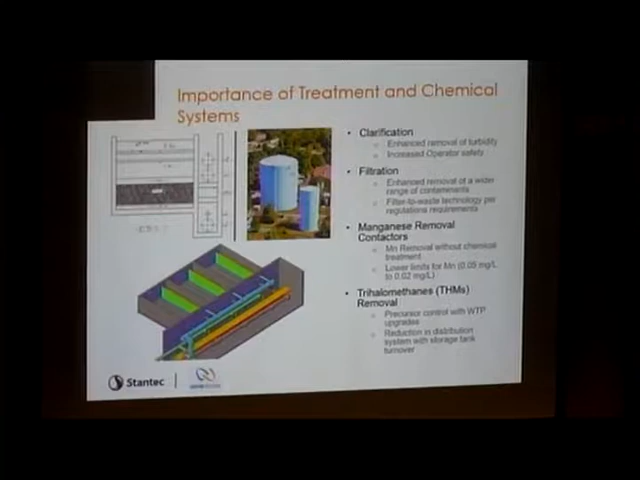 Importance of Treatment and Chemical
Systems
• Clarification
o Enhanced removal of turbidity
o Increased Operator safety
• Filtration
o Enhanced removal of a wider
range of contaminants
o Filter-to-waste technology per
regulations requirements
• Manganese Removal
Contactors
o Mn Removal without chemical
treatment
o Lower limits for Mn (0.05 mg/L
to 0.02 mg/L)
• Trihalomethanes (THMs)
Removal
o Precursor control with WTP
upgrades
o Reduction in distribution
system with storage tank
turnover
Stantec